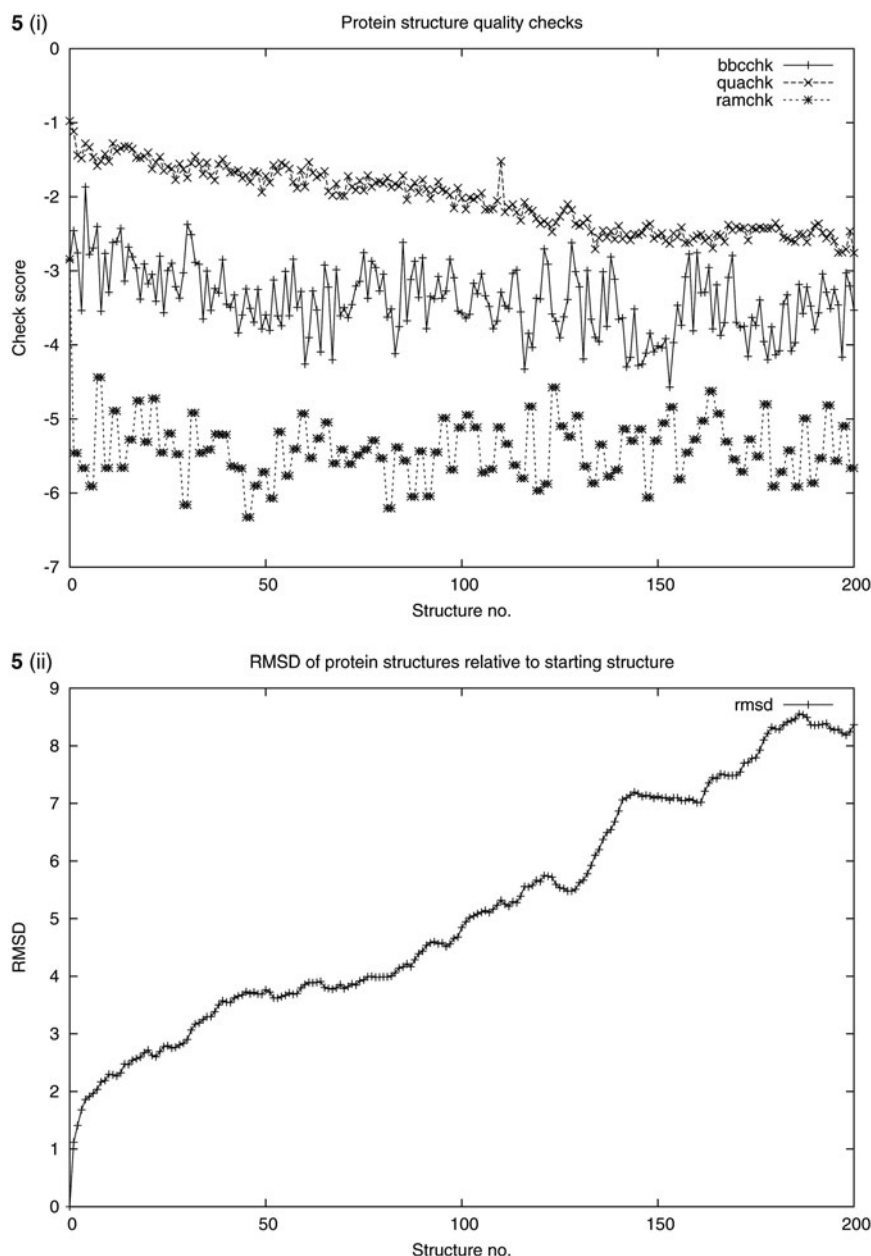 5 (i)
Protein structure quality checks
bbcchk
quachk
ramchk
0
-1
-2
-3
-4
-5
-6
-7
Check score
0
50
100
150
200
Structure no.
5 (ii)
RMSD of protein structures relative to starting structure
rmsd
9
8
7
6
5
4
3
2
1
0
RMSD
0
50
100
150
200
Structure no.